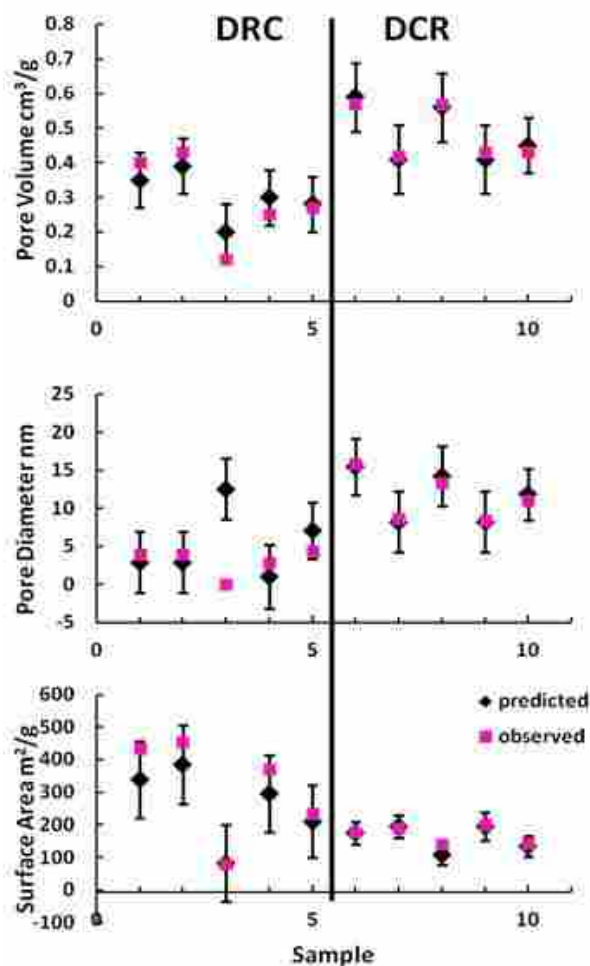 DRC DCR
Pore Volume cm³/g
0.8
0.7
0.6
0.5
0.4
0.3
0.2
0.1
0
0 5 10
Pore Diameter nm
25
20
15
10
5
0
-5
0 5 10
Surface Area m²/g
600
500
400
300
200
100
0
-100
0 5 10
predicted
observed
Sample